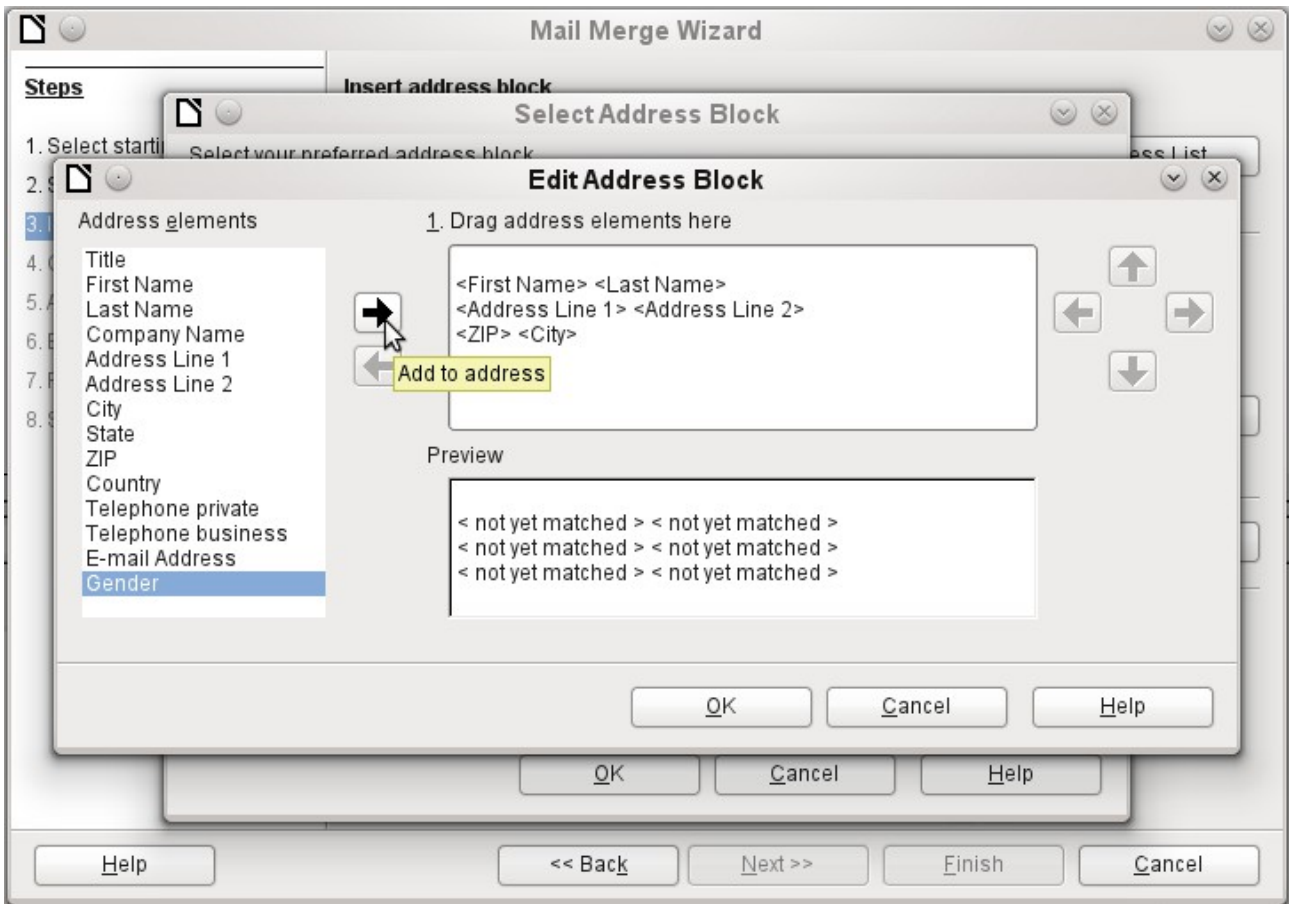 Mail Merge Wizard
Steps
Insert address block
Select Address Block
1. Select starti
Select your preferred address block
ess List
2. S
Edit Address Block
3. I
Address elements
1. Drag address elements here
4.
5. A
6. E
7. F
8. S
Title
First Name
Last Name
Company Name
Address Line 1
Address Line 2
City
State
ZIP
Country
Telephone private
Telephone business
E-mail Address
Gender
<First Name> <Last Name>
<Address Line 1> <Address Line 2>
<ZIP> <City>
Add to address
Preview
< not yet matched > < not yet matched >
< not yet matched > < not yet matched >
< not yet matched > < not yet matched >
OK
Cancel
Help
OK
Cancel
Help
Help
<< Back
Next >>
Finish
Cancel